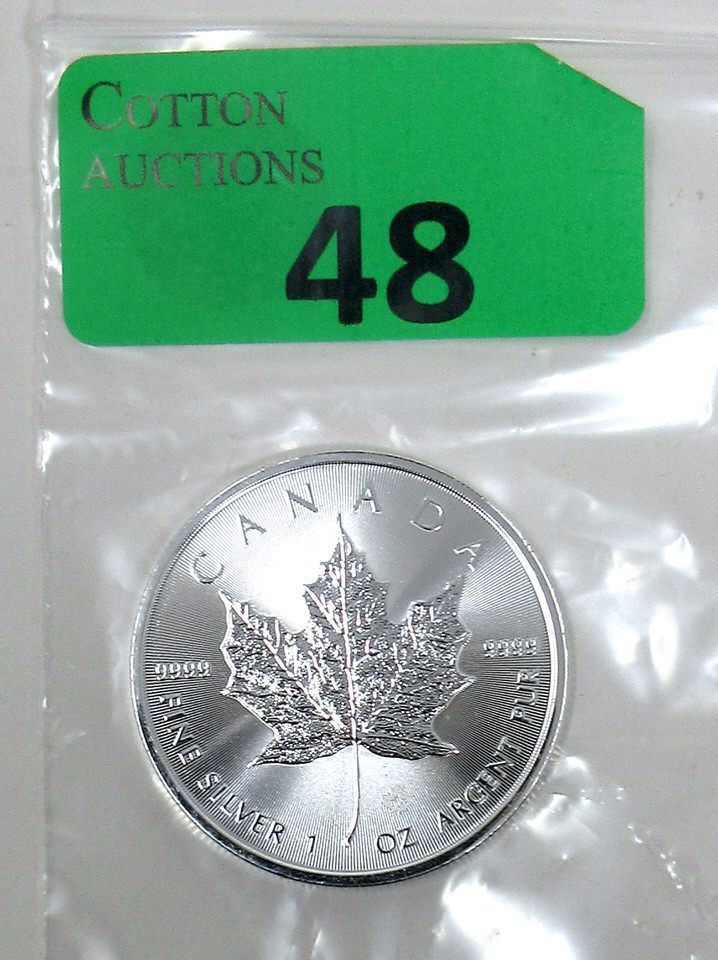 COTTON
AUCTIONS
48
CANADA
9999 9999
FINE SILVER 1 OZ ARGENT PUR